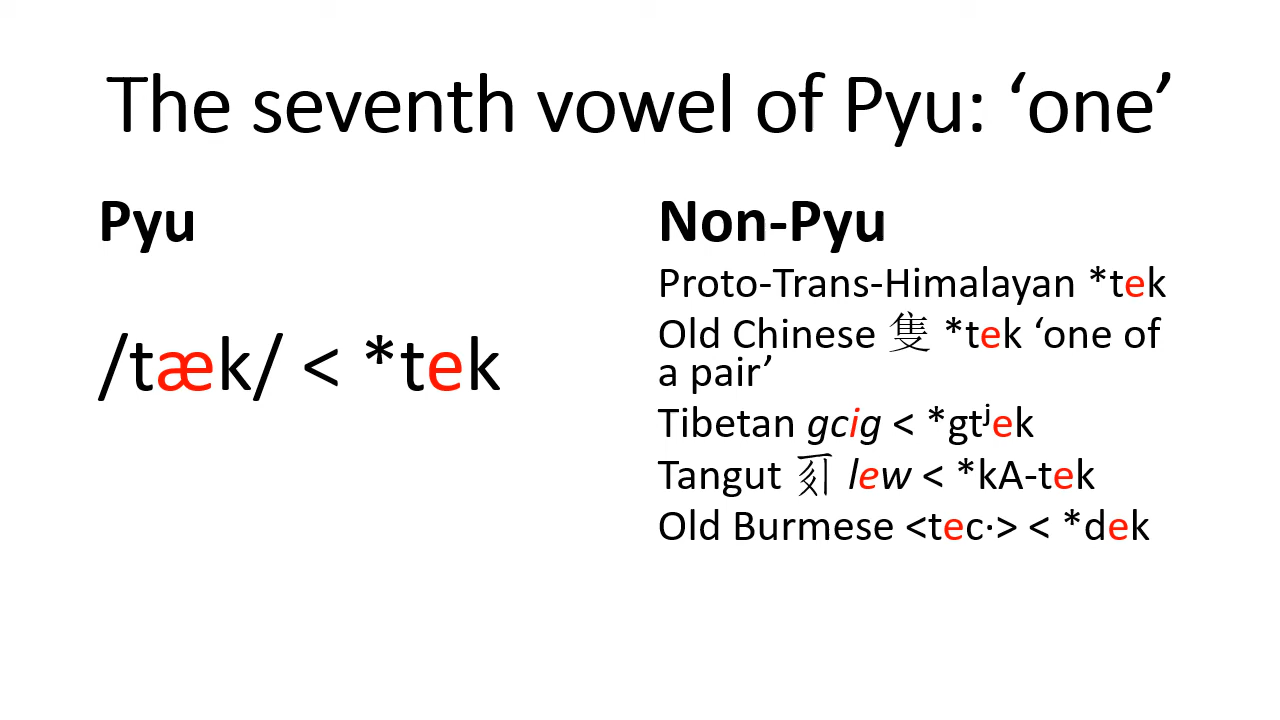 The seventh vowel of Pyu: ‘one’
Pyu
/tæk/ < *tek
Non-Pyu
Proto-Trans-Himalayan *tek
Old Chinese 隻 *tek ‘one of
a pair’
Tibetan gcig < *gtʲek
Tangut lew < *kA-tek
Old Burmese <tec·> < *dek